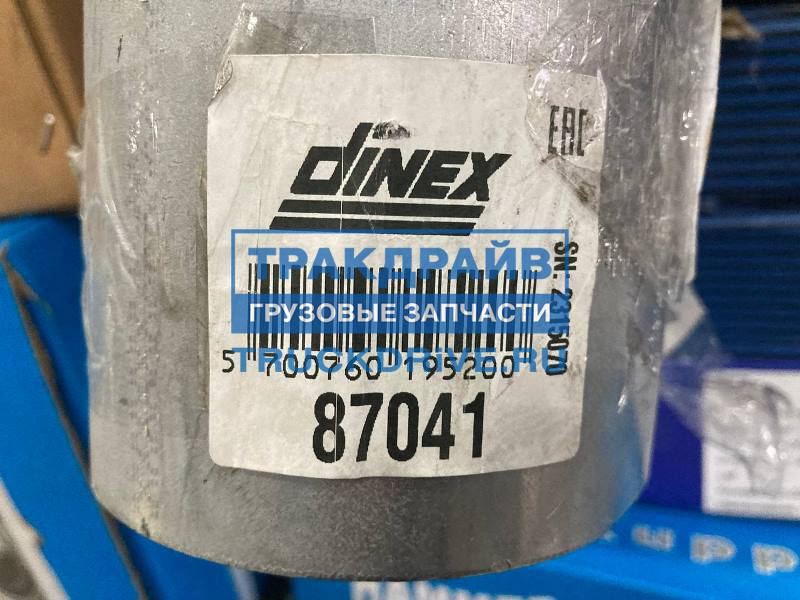 dINEX
EAC
ТРАКДРАЙВ
ГРУЗОВЫЕ ЗАПЧАСТИ
TRUCKDRIVE.RU
5 700760 195200
87041